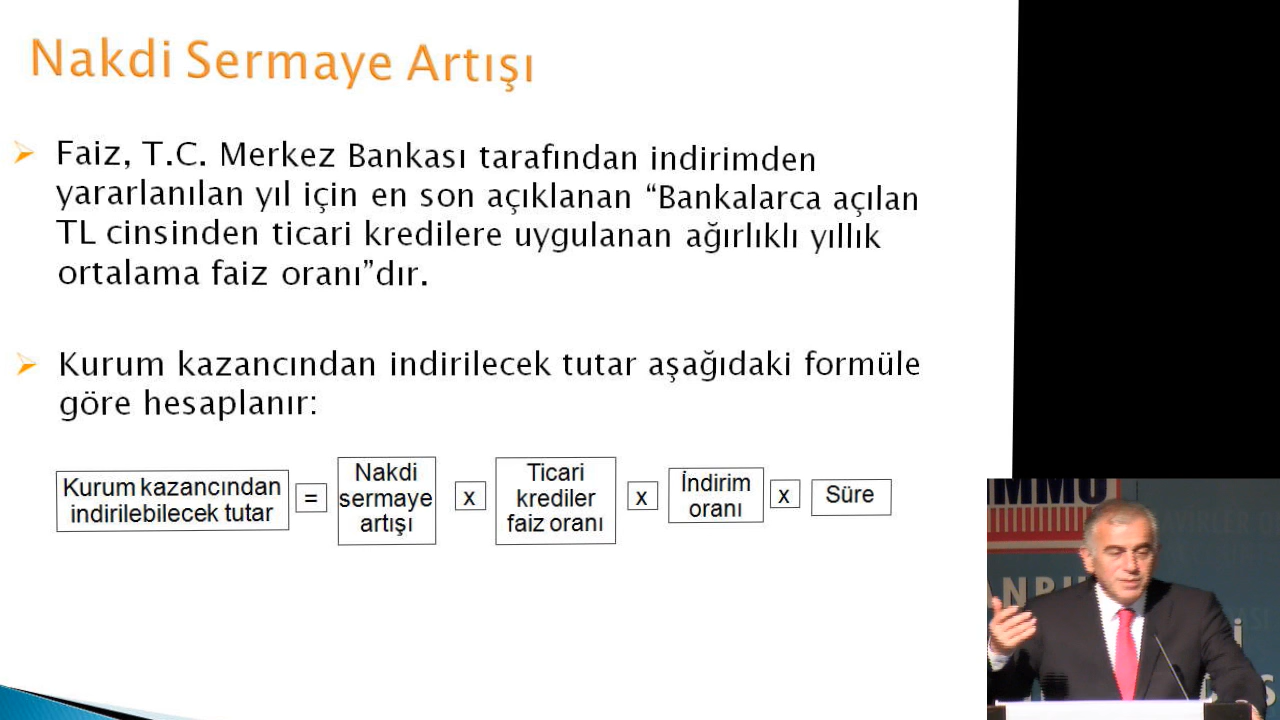 Nakdi Sermaye Artışı
Faiz, T.C. Merkez Bankası tarafından indirimden
yararlanılan yıl için en son açıklanan “Bankalarca açılan
TL cinsinden ticari kredilere uygulanan ağırlıklı yıllık
ortalama faiz oranı”dır.
Kurum kazancından indirilecek tutar aşağıdaki formüle
göre hesaplanır:
Kurum kazancından
indirilebilecek tutar
=
Nakdi
sermaye
artışı
x
Ticari
krediler
faiz oranı
x
İndirim
oranı
x
Süre